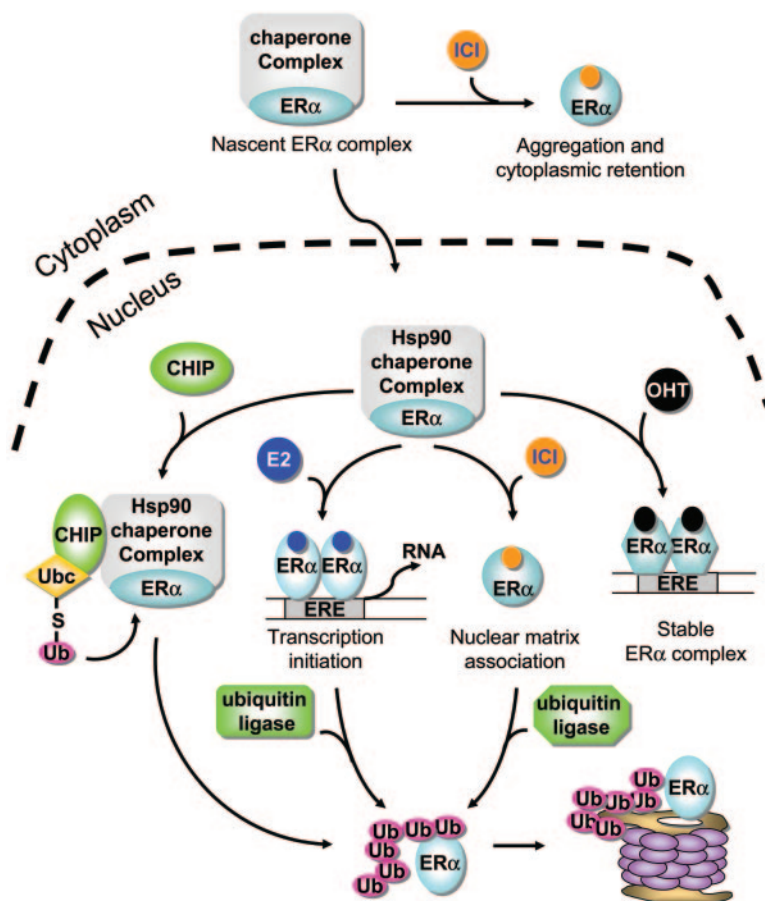 chaperone
Complex
ERα
Nascent ERα complex
ICI
ERα
Aggregation and
cytoplasmic retention
Cytoplasm
Nucleus
CHIP
Hsp90
chaperone
Complex
ERα
OHT
E2
ICI
CHIP
Hsp90
chaperone
Complex
ERα
Ubc
S
Ub
ERα ERα
ERE
RNA
Transcription
initiation
ERα
Nuclear matrix
association
ERα ERα
ERE
Stable
ERα complex
ubiquitin
ligase
ubiquitin
ligase
Ub Ub Ub
Ub
Ub
Ub
ERα
Ub
Ub Ub Ub
Ub Ub
ERα